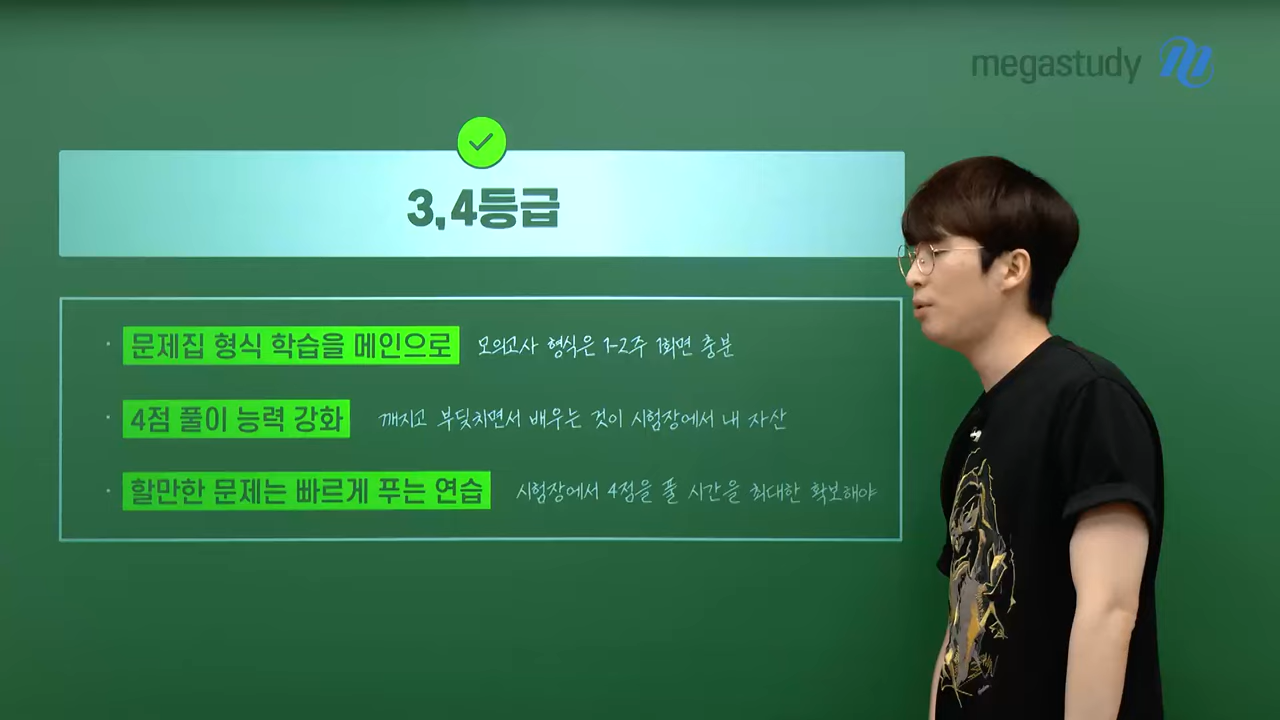 megastudy
3,4등급
· 문제집 형식 학습을 메인으로 모의고사 형식은 1-2주 1회면 충분
· 4점 풀이 능력 강화 깨지고 부딪치면서 배우는 것이 시험장에서 내 자산
· 할만한 문제는 빠르게 푸는 연습 시험장에서 4점을 풀 시간을 최대한 확보해야